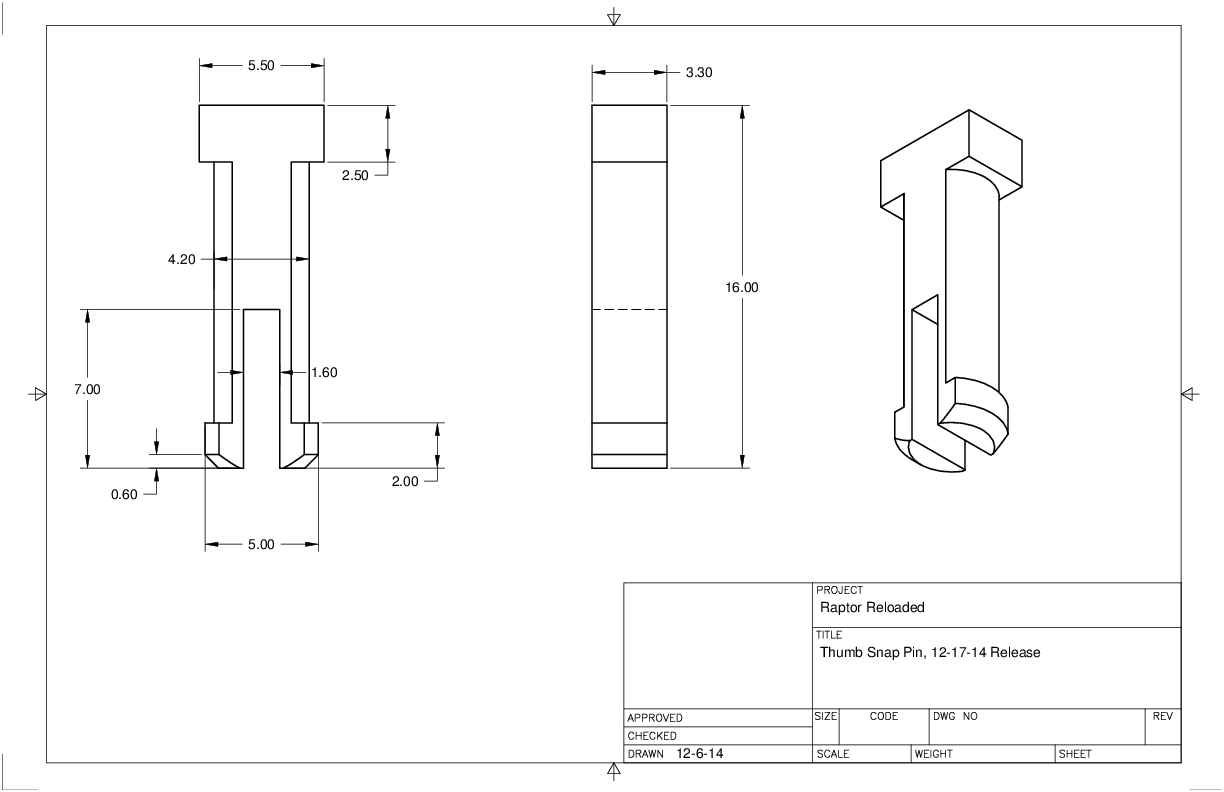 5.50
3.30
2.50
4.20
16.00
1.60
7.00
2.00
0.60
5.00
PROJECT
Raptor Reloaded
TITLE
Thumb Snap Pin, 12-17-14 Release
APPROVED
SIZE CODE DWG NO REV
CHECKED
DRAWN 12-6-14
SCALE WEIGHT SHEET